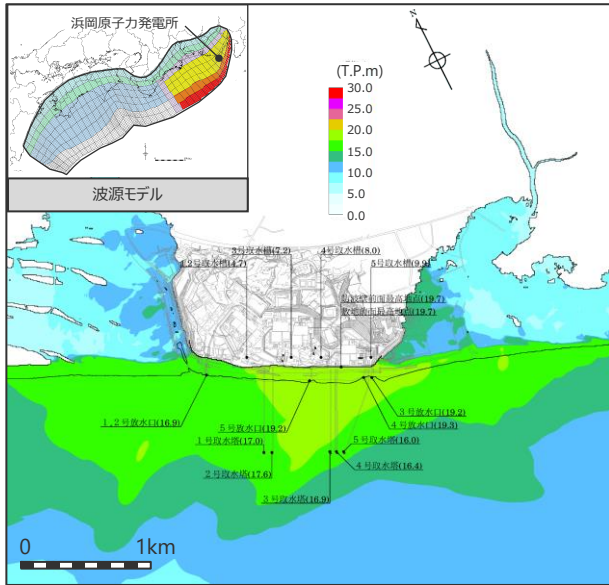 浜岡原子力発電所
波源モデル
(T.P.m)
30.0
25.0
20.0
15.0
10.0
5.0
0.0
N
3号取水槽(7.2)
4号取水槽(8.0)
1,2号取水槽(4.7)
5号取水槽(9.9)
防波壁前面最高地点(19.7)
敷地前面最高地点(19.7)
1,2号放水口(16.9)
5号放水口(19.2)
3号放水口(19.2)
4号放水口(19.3)
1号取水塔(17.0)
5号取水塔(16.0)
2号取水塔(17.6)
4号取水塔(16.4)
3号取水塔(16.9)
0 1km